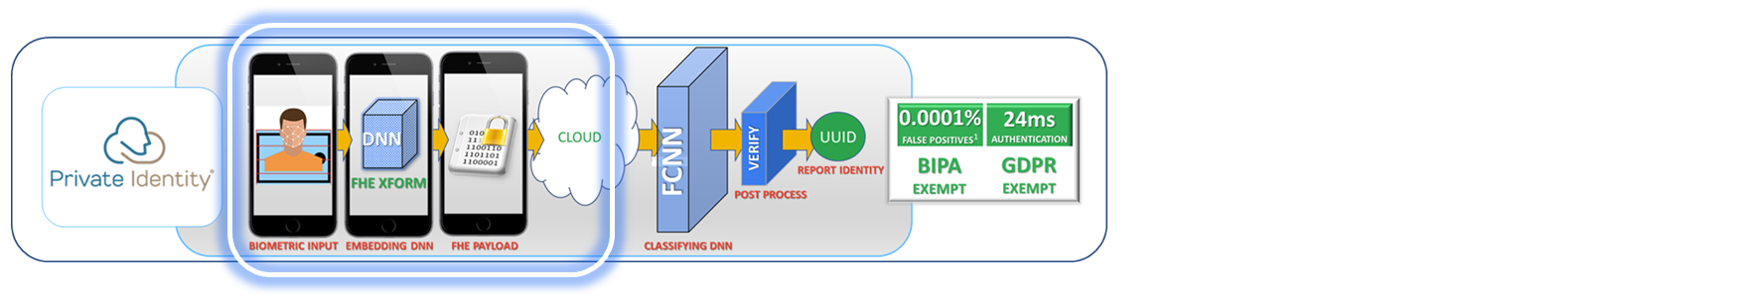 Private Identity®
DNN
FHE XFORM
010
111
1100110
1101101
1100001
BIOMETRIC INPUT
EMBEDDING DNN
FHE PAYLOAD
CLOUD
FCNN
CLASSIFYING DNN
VERIFY
POST PROCESS
UUID
REPORT IDENTITY
0.0001%
FALSE POSITIVES1
24ms
AUTHENTICATION
BIPA
EXEMPT
GDPR
EXEMPT